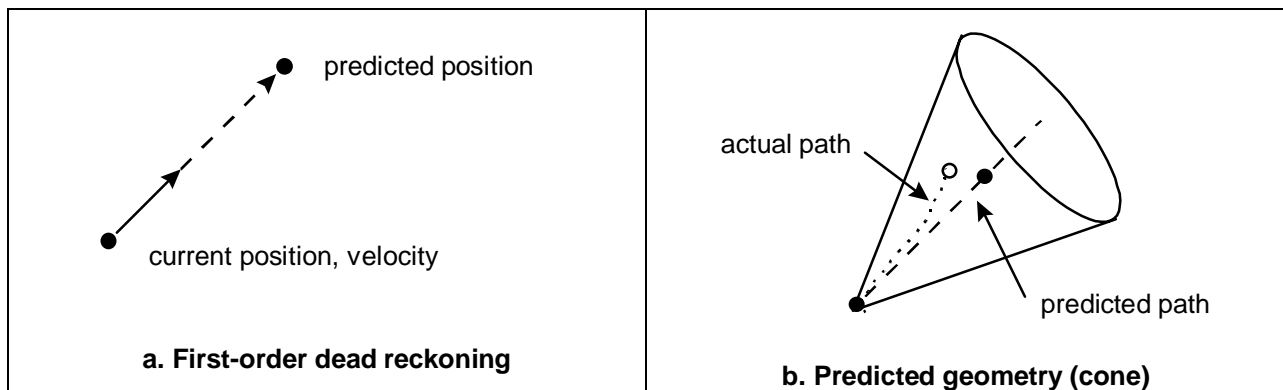 predicted position
current position, velocity
a. First-order dead reckoning
actual path
predicted path
b. Predicted geometry (cone)